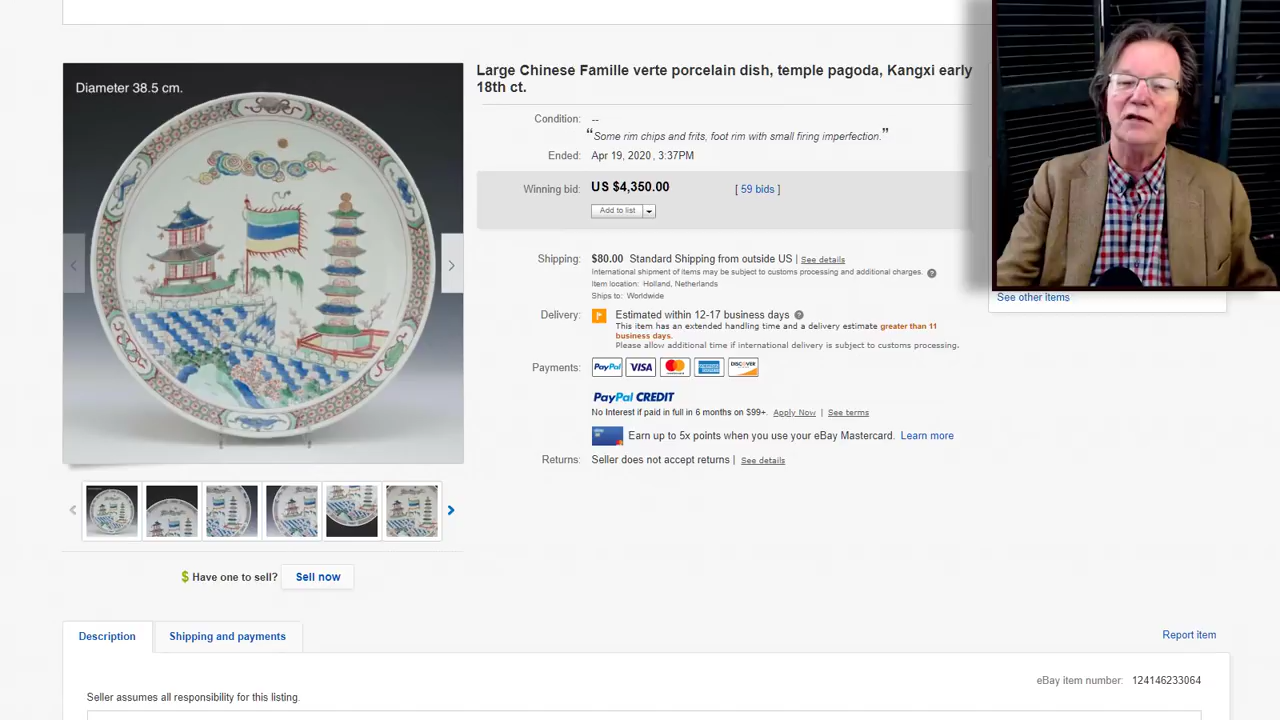 Diameter 38.5 cm.
Large Chinese Famille verte porcelain dish, temple pagoda, Kangxi early
18th ct.
Condition: --
“Some rim chips and frits, foot rim with small firing imperfection.”
Ended: Apr 19, 2020 , 3:37PM
Winning bid: US $4,350.00 [ 59 bids ]
Add to list
Shipping: $80.00 Standard Shipping from outside US | See details
International shipment of items may be subject to customs processing and additional charges. ?
Item location: Holland, Netherlands
Ships to: Worldwide
See other items
Delivery: Estimated within 12-17 business days ?
This item has an extended handling time and a delivery estimate greater than 11
business days.
Please allow additional time if international delivery is subject to customs processing.
Payments: PayPal VISA MasterCard AMERICAN EXPRESS DISCOVER
PayPal CREDIT
No Interest if paid in full in 6 months on $99+. Apply Now | See terms
Earn up to 5x points when you use your eBay Mastercard. Learn more
Returns: Seller does not accept returns | See details
$ Have one to sell? Sell now
Description Shipping and payments Report item
eBay item number: 124146233064
Seller assumes all responsibility for this listing.